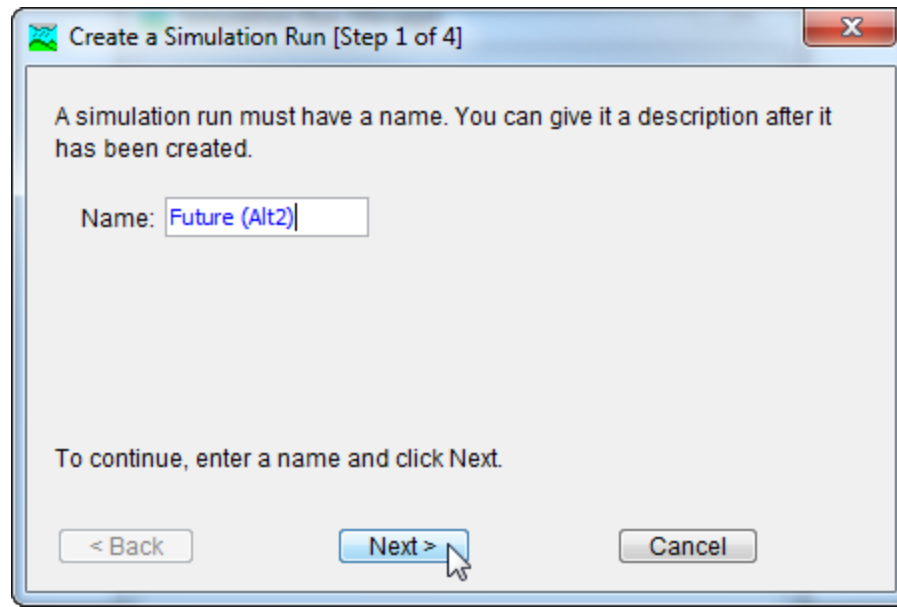 Create a Simulation Run [Step 1 of 4]
A simulation run must have a name. You can give it a description after it
has been created.
Name: Future (Alt2)
To continue, enter a name and click Next.
< Back Next > Cancel